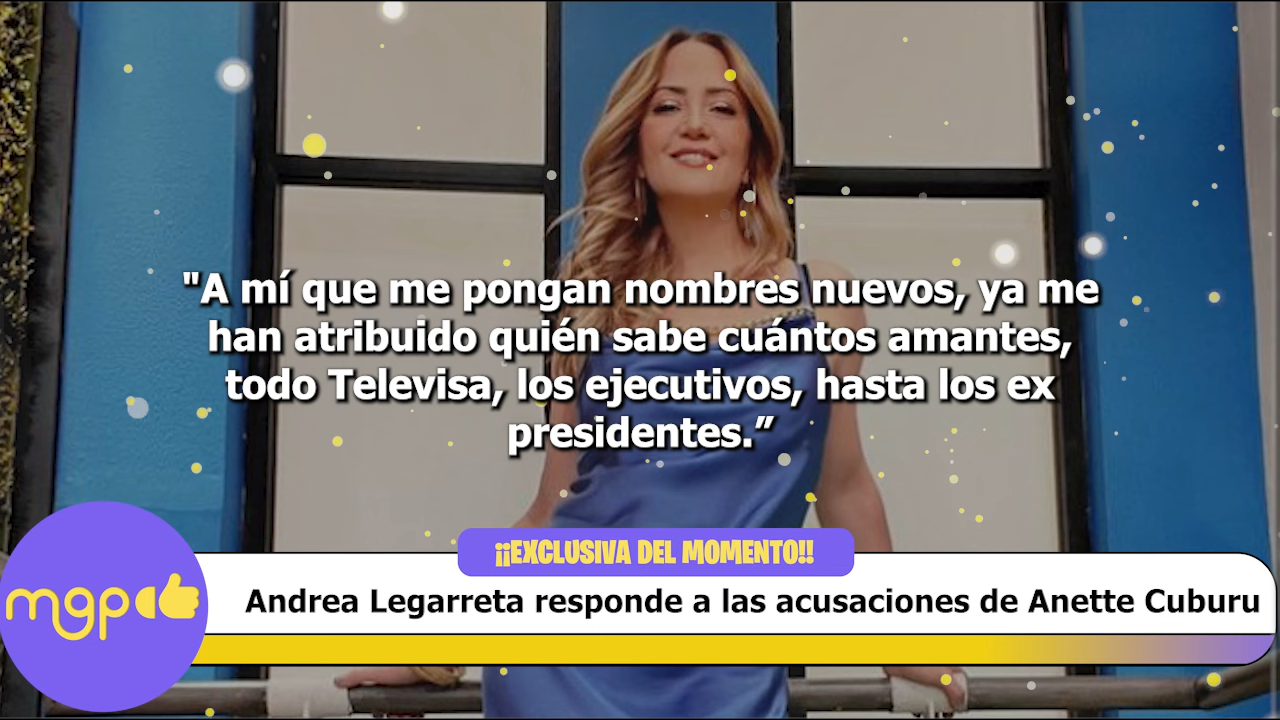 "A mí que me pongan nombres nuevos, ya me
han atribuido quién sabe cuántos amantes,
todo Televisa, los ejecutivos, hasta los ex
presidentes.”
¡¡EXCLUSIVA DEL MOMENTO!!
mgp
Andrea Legarreta responde a las acusaciones de Anette Cuburu